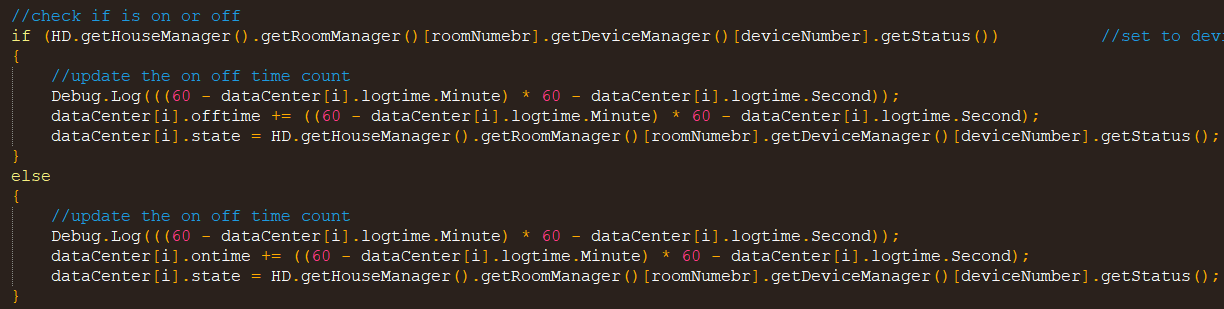 //check if is on or off
if (HD.getHouseManager().getRoomManager()[roomNumebr].getDeviceManager()[deviceNumber].getStatus()) //set to devi
{
//update the on off time count
Debug.Log(((60 - dataCenter[i].logtime.Minute) * 60 - dataCenter[i].logtime.Second));
dataCenter[i].offtime += ((60 - dataCenter[i].logtime.Minute) * 60 - dataCenter[i].logtime.Second);
dataCenter[i].state = HD.getHouseManager().getRoomManager()[roomNumebr].getDeviceManager()[deviceNumber].getStatus();
}
else
{
//update the on off time count
Debug.Log(((60 - dataCenter[i].logtime.Minute) * 60 - dataCenter[i].logtime.Second));
dataCenter[i].ontime += ((60 - dataCenter[i].logtime.Minute) * 60 - dataCenter[i].logtime.Second);
dataCenter[i].state = HD.getHouseManager().getRoomManager()[roomNumebr].getDeviceManager()[deviceNumber].getStatus();
}